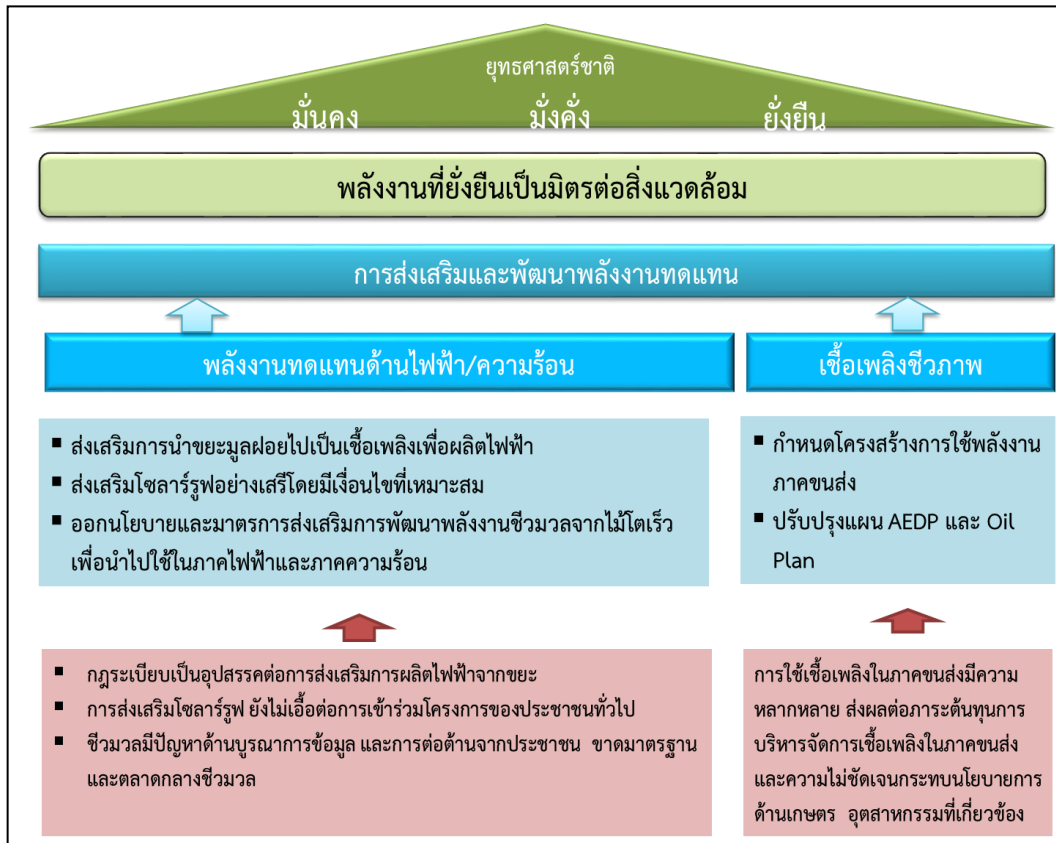 ยุทธศาสตร์ชาติ
มั่นคง มั่งคั่ง ยั่งยืน
พลังงานที่ยั่งยืนเป็นมิตรต่อสิ่งแวดล้อม
การส่งเสริมและพัฒนาพลังงานทดแทน
พลังงานทดแทนด้านไฟฟ้า/ความร้อน
▪ ส่งเสริมการนำขยะมูลฝอยไปเป็นเชื้อเพลิงเพื่อผลิตไฟฟ้า
▪ ส่งเสริมโซลาร์รูฟอย่างเสรีโดยมีเงื่อนไขที่เหมาะสม
▪ ออกนโยบายและมาตรการส่งเสริมการพัฒนาพลังงานชีวมวลจากไม้โตเร็ว
เพื่อนำไปใช้ในภาคไฟฟ้าและภาคความร้อน
▪ กฎระเบียบเป็นอุปสรรคต่อการส่งเสริมการผลิตไฟฟ้าจากขยะ
▪ การส่งเสริมโซลาร์รูฟ ยังไม่เอื้อต่อการเข้าร่วมโครงการของประชาชนทั่วไป
▪ ชีวมวลมีปัญหาด้านบูรณาการข้อมูล และการต่อต้านจากประชาชน ขาดมาตรฐาน
และตลาดกลางชีวมวล
เชื้อเพลิงชีวภาพ
▪ กำหนดโครงสร้างการใช้พลังงาน
ภาคขนส่ง
▪ ปรับปรุงแผน AEDP และ Oil
Plan
การใช้เชื้อเพลิงในภาคขนส่งมีความ
หลากหลาย ส่งผลต่อภาระต้นทุนการ
บริหารจัดการเชื้อเพลิงในภาคขนส่ง
และความไม่ชัดเจนกระทบนโยบายการ
ด้านเกษตร อุตสาหกรรมที่เกี่ยวข้อง